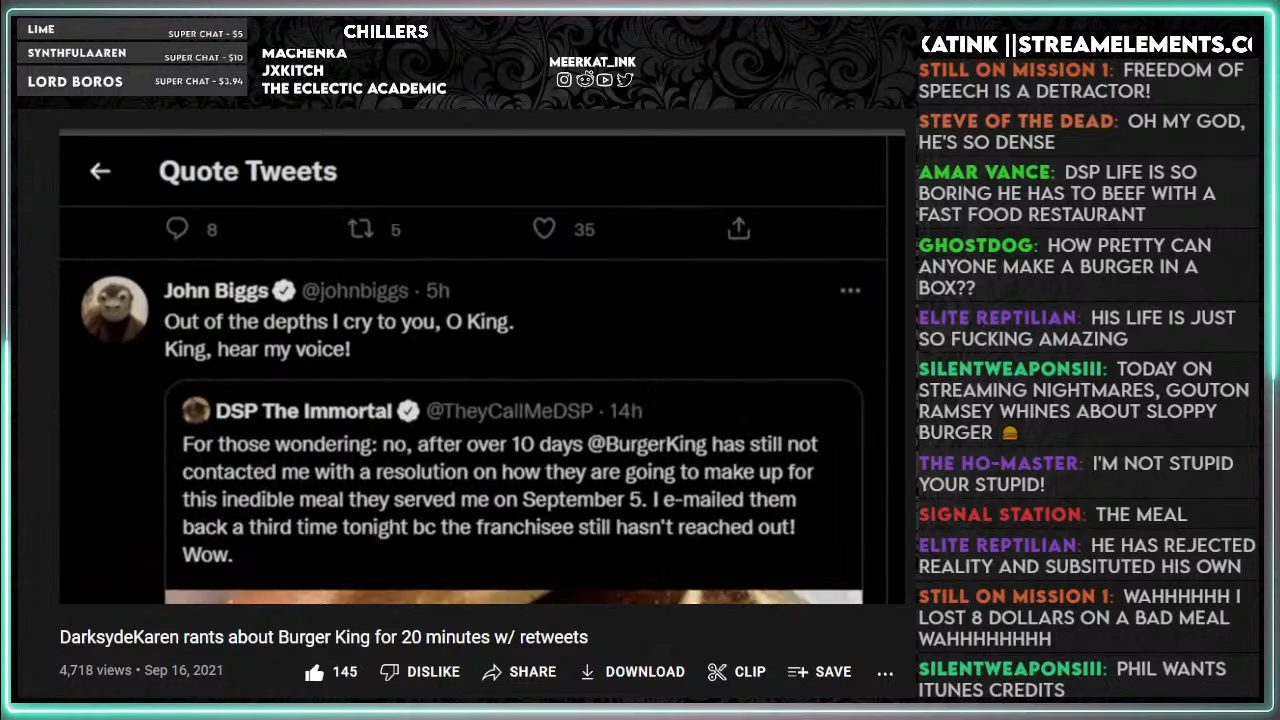 LIME
SUPER CHAT - $5
SYNTHFULAAREN
SUPER CHAT - $10
LORD BOROS
SUPER CHAT - $3.94
CHILLERS
MACHENKA
JXKITCH
THE ECLECTIC ACADEMIC
MEERKAT_INK
Quote Tweets
8
5
35
John Biggs @johnbiggs · 5h
Out of the depths I cry to you, O King.
King, hear my voice!
DSP The Immortal @TheyCallMeDSP · 14h
For those wondering: no, after over 10 days @BurgerKing has still not
contacted me with a resolution on how they are going to make up for
this inedible meal they served me on September 5. I e-mailed them
back a third time tonight bc the franchisee still hasn't reached out!
Wow.
DarksydeKaren rants about Burger King for 20 minutes w/ retweets
4,718 views • Sep 16, 2021
145
DISLIKE
SHARE
DOWNLOAD
CLIP
SAVE
KATINK ||STREAMELEMENTS.CO
STILL ON MISSION 1: FREEDOM OF
SPEECH IS A DETRACTOR!
STEVE OF THE DEAD: OH MY GOD,
HE'S SO DENSE
AMAR VANCE: DSP LIFE IS SO
BORING HE HAS TO BEEF WITH A
FAST FOOD RESTAURANT
GHOSTDOG: HOW PRETTY CAN
ANYONE MAKE A BURGER IN A
BOX??
ELITE REPTILIAN: HIS LIFE IS JUST
SO FUCKING AMAZING
SILENTWEAPONSIII: TODAY ON
STREAMING NIGHTMARES, GOUTON
RAMSEY WHINES ABOUT SLOPPY
BURGER 🍔
THE HO-MASTER: I'M NOT STUPID
YOUR STUPID!
SIGNAL STATION: THE MEAL
ELITE REPTILIAN: HE HAS REJECTED
REALITY AND SUBSITUTED HIS OWN
STILL ON MISSION 1: WAHHHHHH I
LOST 8 DOLLARS ON A BAD MEAL
WAHHHHHHHH
SILENTWEAPONSIII: PHIL WANTS
ITUNES CREDITS